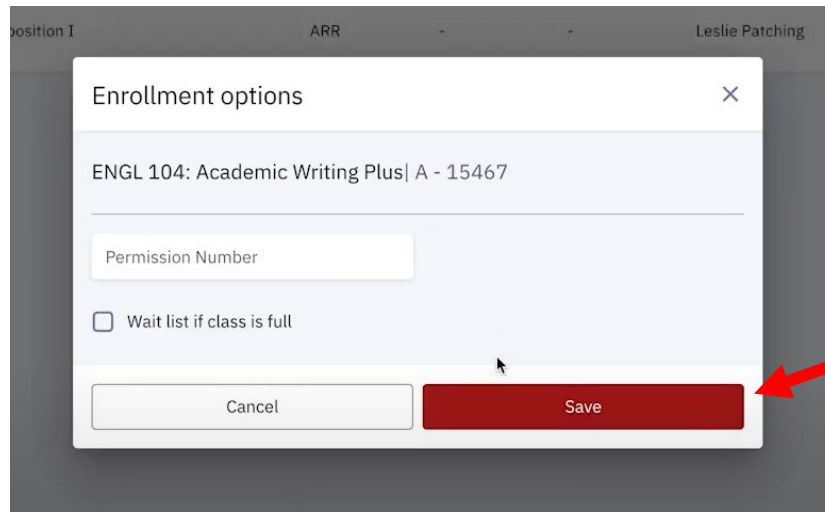 position I ARR - - Leslie Patching
Enrollment options
ENGL 104: Academic Writing Plus| A - 15467
Permission Number
Wait list if class is full
Cancel Save